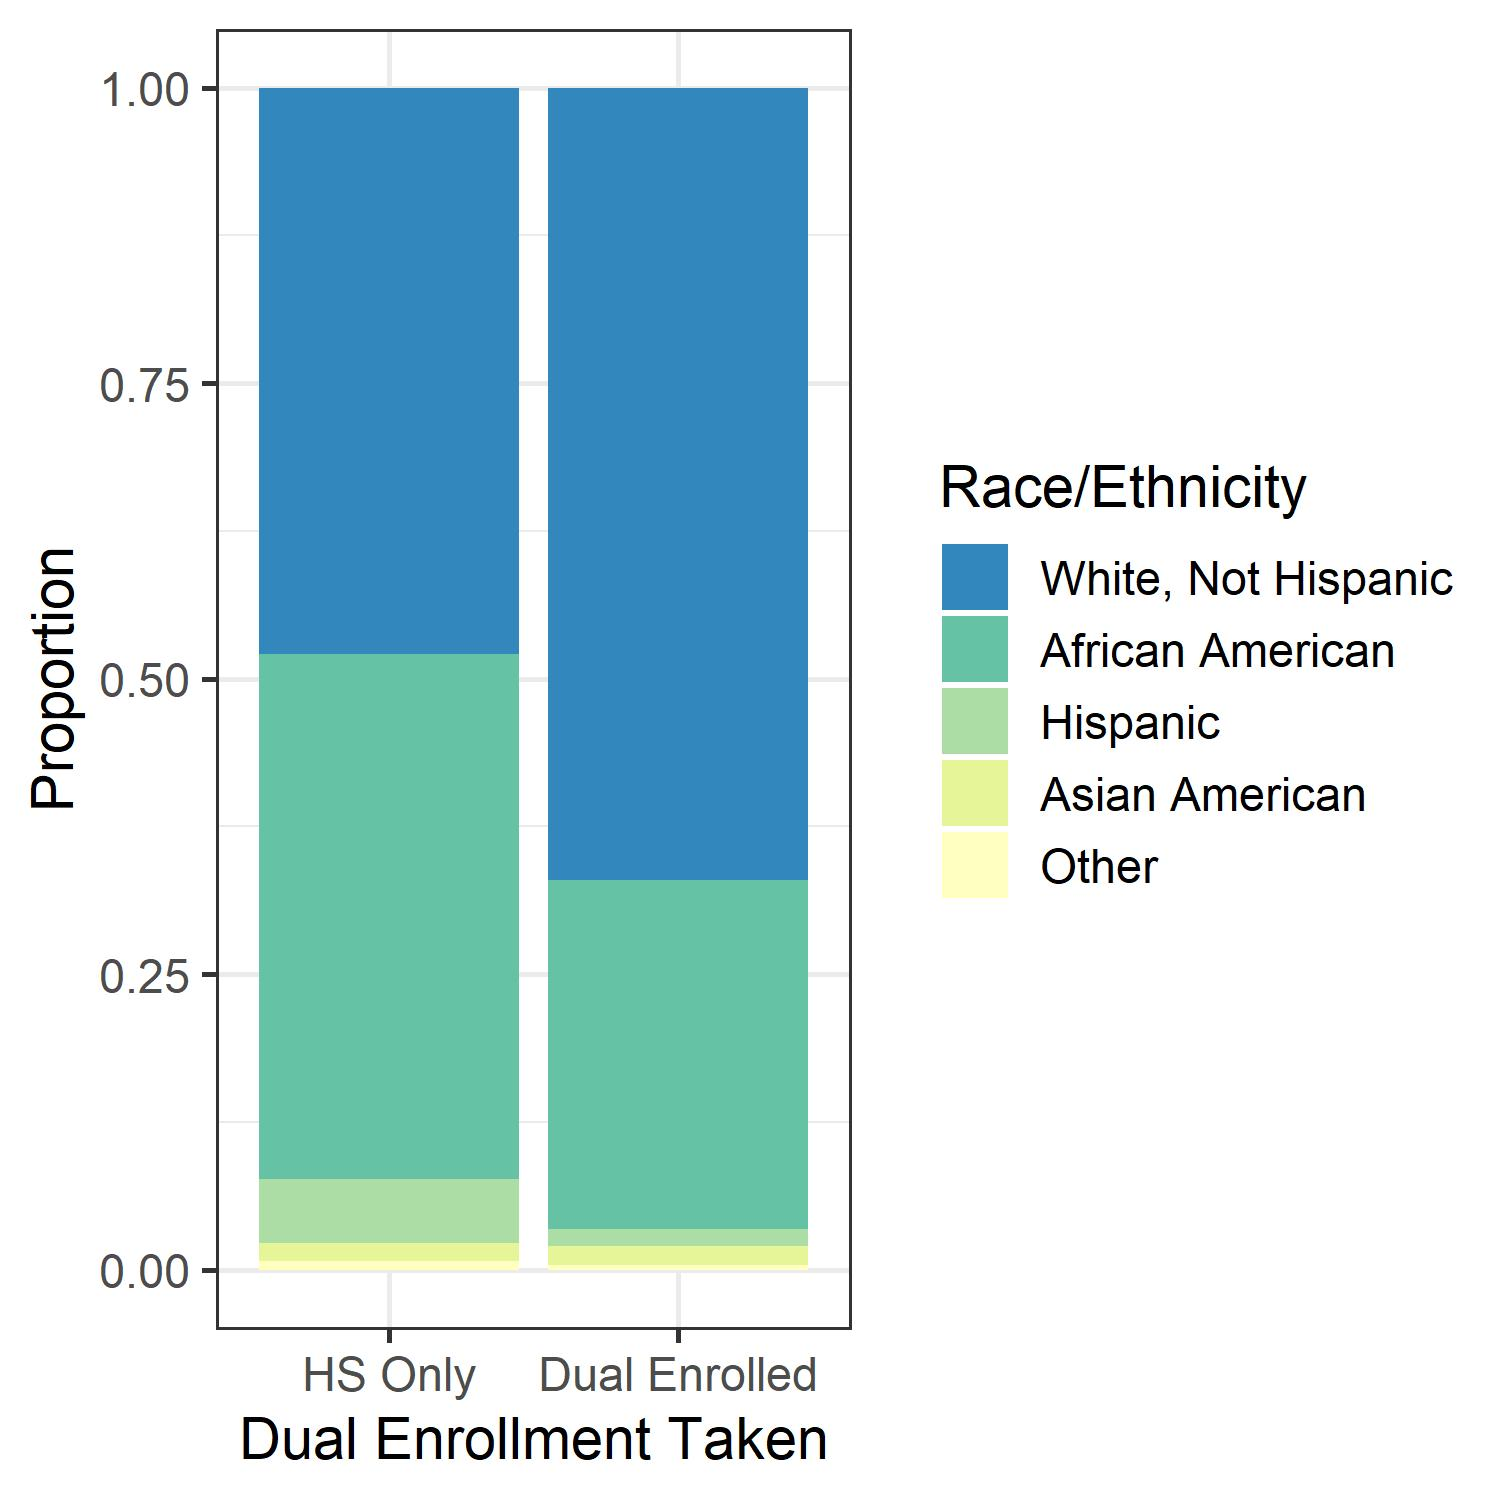 Proportion
1.00
0.75
0.50
0.25
0.00
HS Only
Dual Enrolled
Dual Enrollment Taken
Race/Ethnicity
White, Not Hispanic
African American
Hispanic
Asian American
Other